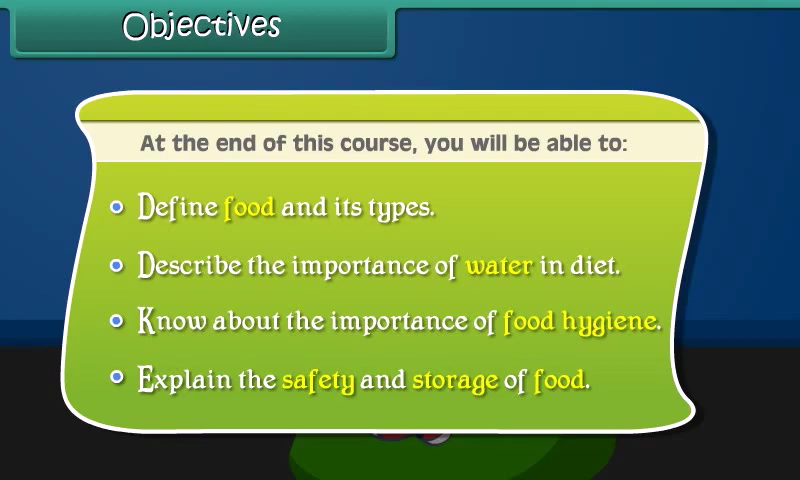 Objectives
At the end of this course, you will be able to:
Define food and its types.
Describe the importance of water in diet.
Know about the importance of food hygiene.
Explain the safety and storage of food.